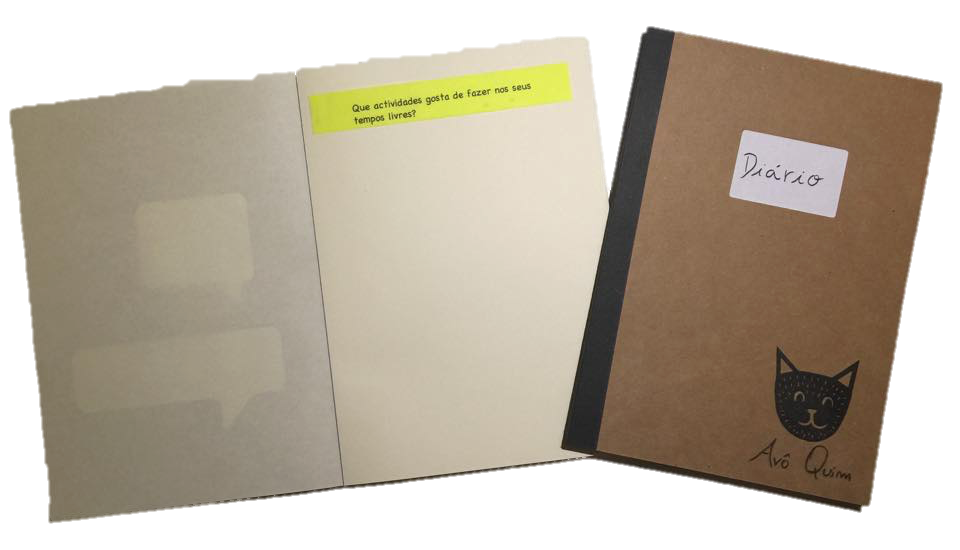 Que actividades gosta de fazer nos seus
tempos livres?
Diário
Avô Quim